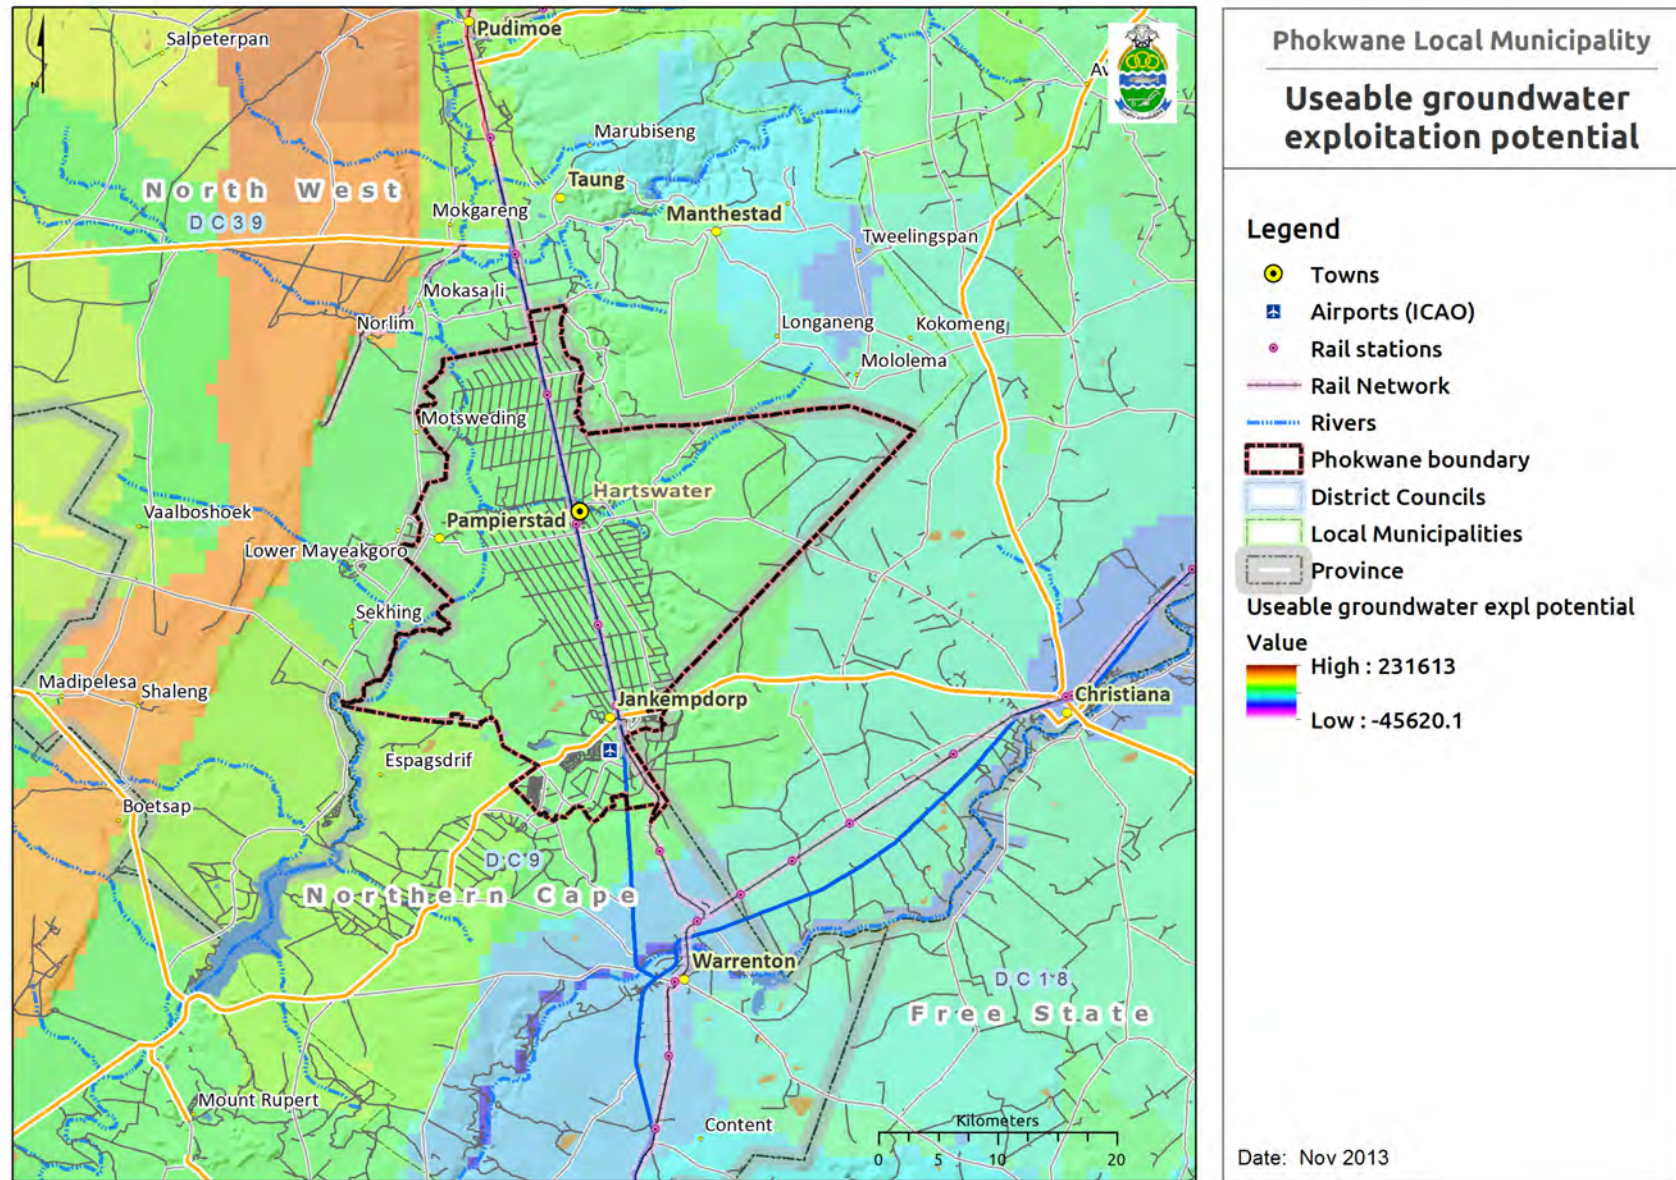 Phokwane Local Municipality
Useable groundwater
exploitation potential
Legend
Towns
Airports (ICAO)
Rail stations
Rail Network
Rivers
Phokwane boundary
District Councils
Local Municipalities
Province
Useable groundwater expl potential
Value
High : 231613
Low : -45620.1
Date: Nov 2013
Pudimoe
Salpeterpan
Marubiseng
North West
DC39
Taung
Mokgareng
Manthestad
Tweelingspan
Mokasa Ii
Norlim
Longaneng
Kokomeng
Mololema
Motsweding
Hartswater
Pampierstad
Vaalboshoek
Lower Mayeakgoro
Sekhing
Madipelesa
Shaleng
Jankempdorp
Christiana
Espagsdrif
Boetsap
DC9
Northern Cape
Warrenton
DC18
Free State
Mount Rupert
Content
Kilometers
0 5 10 20